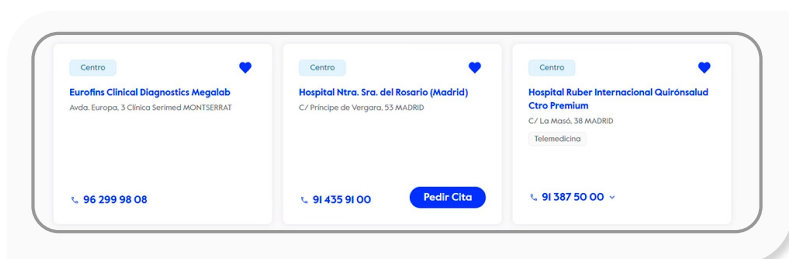 Centro
Eurofins Clinical Diagnostics Megalab
Avda. Europa, 3 Clínica Serimed MONTSERRAT
96 299 98 08
Centro
Hospital Ntra. Sra. del Rosario (Madrid)
C/ Príncipe de Vergara, 53 MADRID
91 435 91 00
Pedir Cita
Centro
Hospital Ruber Internacional Quirónsalud
Ctro Premium
C/ La Masó, 38 MADRID
Telemedicina
91 387 50 00